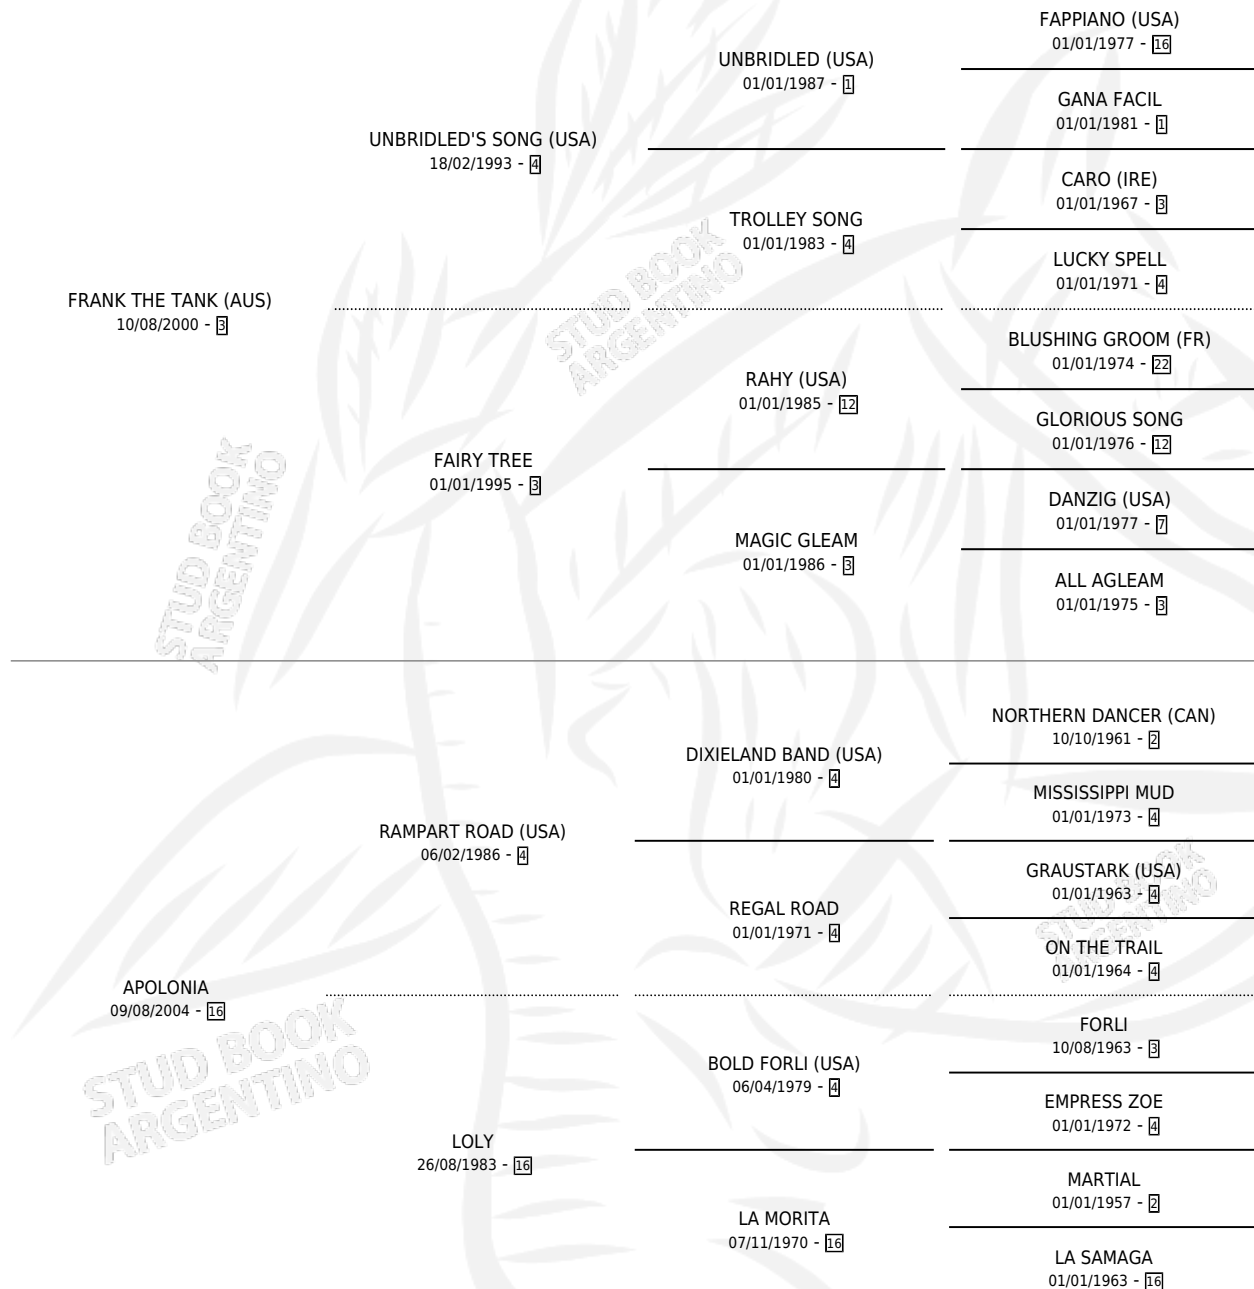 FAPPIANO (USA)
01/01/1977 - 16
UNBRIDLED (USA)
01/01/1987 - 1
GANA FACIL
01/01/1981 - 1
UNBRIDLED'S SONG (USA)
18/02/1993 - 4
CARO (IRE)
01/01/1967 - 3
TROLLEY SONG
01/01/1983 - 4
LUCKY SPELL
01/01/1971 - 4
FRANK THE TANK (AUS)
10/08/2000 - 3
BLUSHING GROOM (FR)
01/01/1974 - 22
RAHY (USA)
01/01/1985 - 12
GLORIOUS SONG
01/01/1976 - 12
FAIRY TREE
01/01/1995 - 3
DANZIG (USA)
01/01/1977 - 7
MAGIC GLEAM
01/01/1986 - 3
ALL AGLEAM
01/01/1975 - 3
NORTHERN DANCER (CAN)
10/10/1961 - 2
DIXIELAND BAND (USA)
01/01/1980 - 4
MISSISSIPPI MUD
01/01/1973 - 4
RAMPART ROAD (USA)
06/02/1986 - 4
GRAUSTARK (USA)
01/01/1963 - 4
REGAL ROAD
01/01/1971 - 4
ON THE TRAIL
01/01/1964 - 4
APOLONIA
09/08/2004 - 16
FORLI
10/08/1963 - 3
BOLD FORLI (USA)
06/04/1979 - 4
EMPRESS ZOE
01/01/1972 - 4
LOLY
26/08/1983 - 16
MARTIAL
01/01/1957 - 2
LA MORITA
07/11/1970 - 16
LA SAMAGA
01/01/1963 - 16
STUD BOOK
ARGENTINO
STUD BOOK
ARGENTINO
STUD BOOK
ARGENTINO
STUD BOOK
ARGENTINO